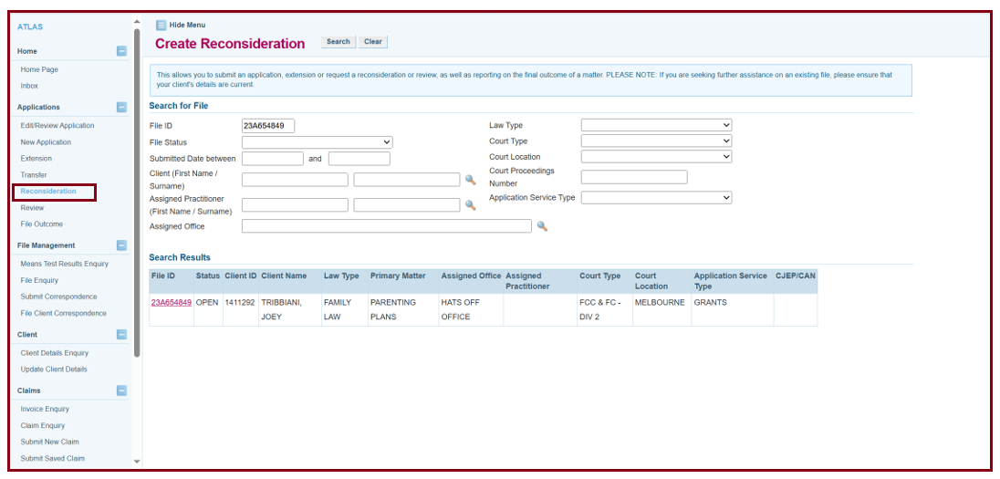 ATLAS
Home
Home Page
Inbox
Applications
Edit/Review Application
New Application
Extension
Transfer
Reconsideration
Review
File Outcome
File Management
Means Test Results Enquiry
File Enquiry
Submit Correspondence
File Client Correspondence
Client
Client Details Enquiry
Update Client Details
Claims
Invoice Enquiry
Claim Enquiry
Submit New Claim
Submit Saved Claim
Hide Menu
Create Reconsideration Search Clear
This allows you to submit an application, extension or request a reconsideration or review, as well as reporting on the final outcome of a matter. PLEASE NOTE: If you are seeking further assistance on an existing file, please ensure that
your client's details are current.
Search for File
File ID 23A654849
File Status
Submitted Date between and
Client (First Name /
Surname)
Assigned Practitioner
(First Name / Surname)
Assigned Office
Law Type
Court Type
Court Location
Court Proceedings
Number
Application Service Type
Search Results
File ID Status Client ID Client Name Law Type Primary Matter Assigned Office Assigned Court Type Court Application Service CJEP/CAN
Practitioner Location Type
23A654849 OPEN 1411292 TRIBBIANI, FAMILY PARENTING HATS OFF FCC & FC - MELBOURNE GRANTS
JOEY LAW PLANS OFFICE DIV 2